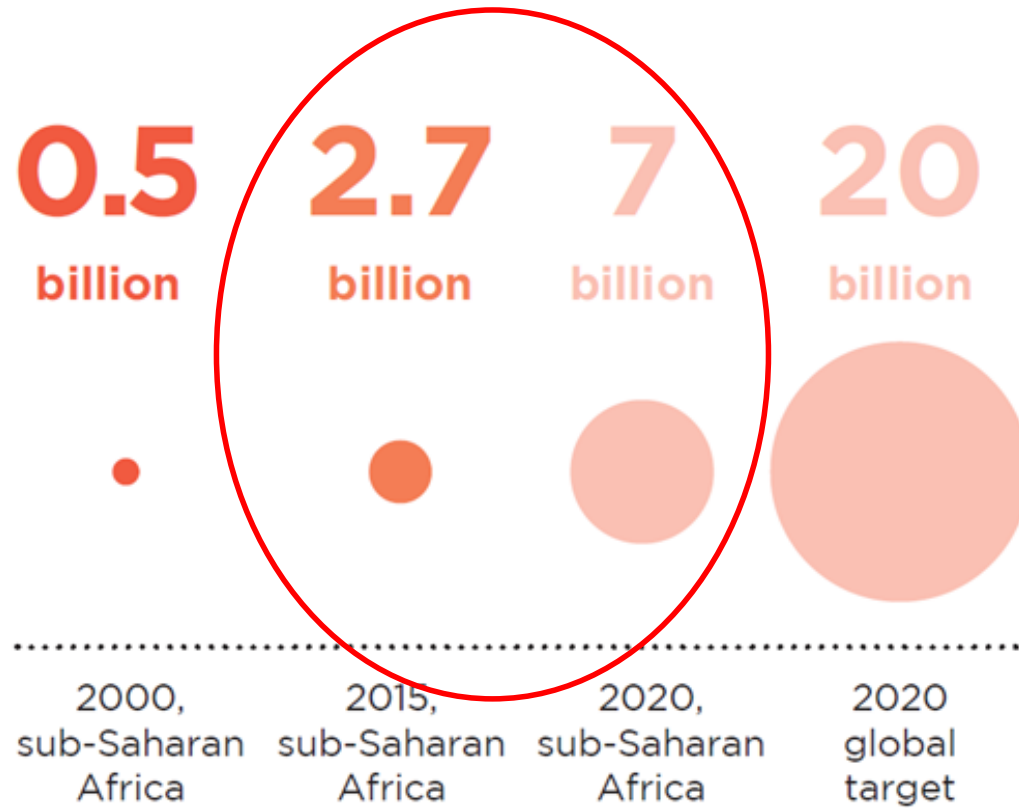 0.5 2.7 7 20
billion billion billion billion
2000, 2015, 2020, 2020
sub-Saharan sub-Saharan sub-Saharan global
Africa Africa Africa target